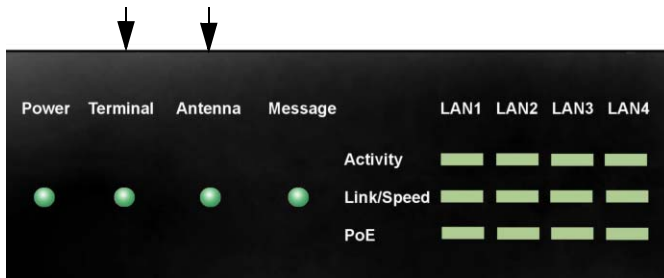 Power Terminal Antenna Message LAN1 LAN2 LAN3 LAN4
Activity
Link/Speed
PoE